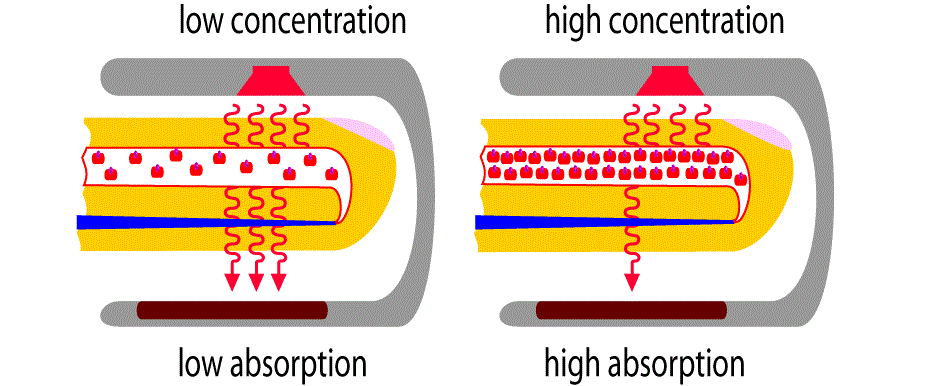 low concentration
high concentration
low absorption
high absorption